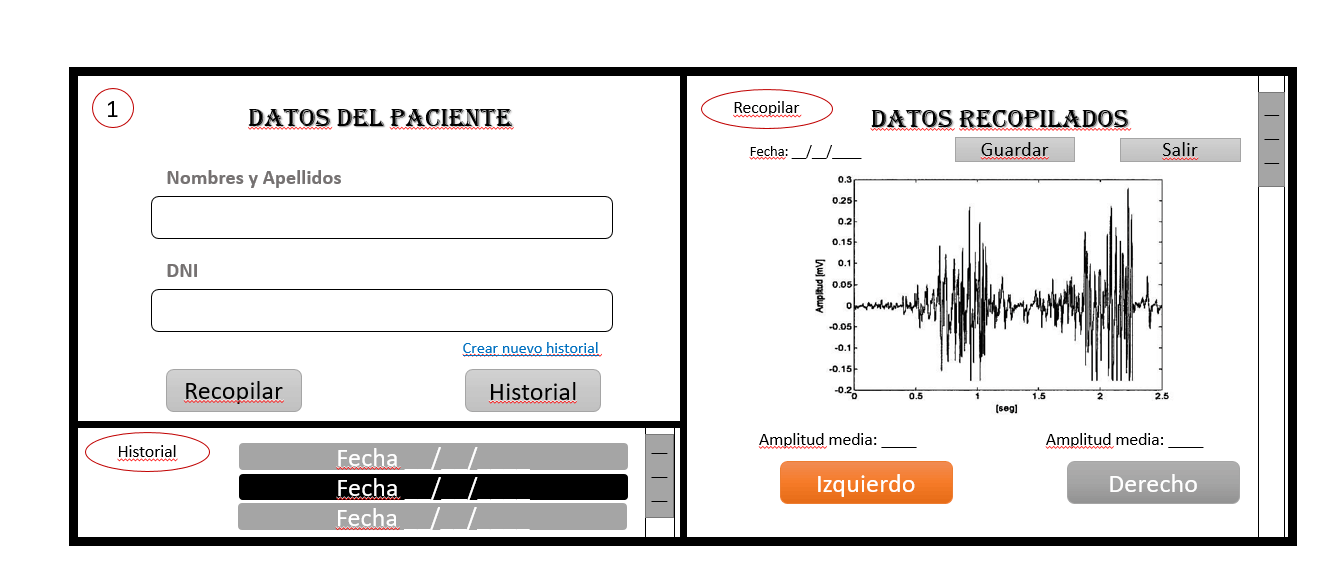 1
DATOS DEL PACIENTE
Nombres y Apellidos
DNI
Crear nuevo historial
Recopilar
Historial
Historial
Fecha __/__/____
Fecha __/__/____
Fecha __/__/____
Recopilar
DATOS RECOPILADOS
Fecha: __/__/____
Guardar
Salir
0.3
0.25
0.2
0.15
0.1
0.05
0
-0.05
-0.1
-0.15
-0.2
Amplitud [mV]
0 0.5 1 1.5 2 2.5
[seg]
Amplitud media: ____
Amplitud media: ____
Izquierdo
Derecho